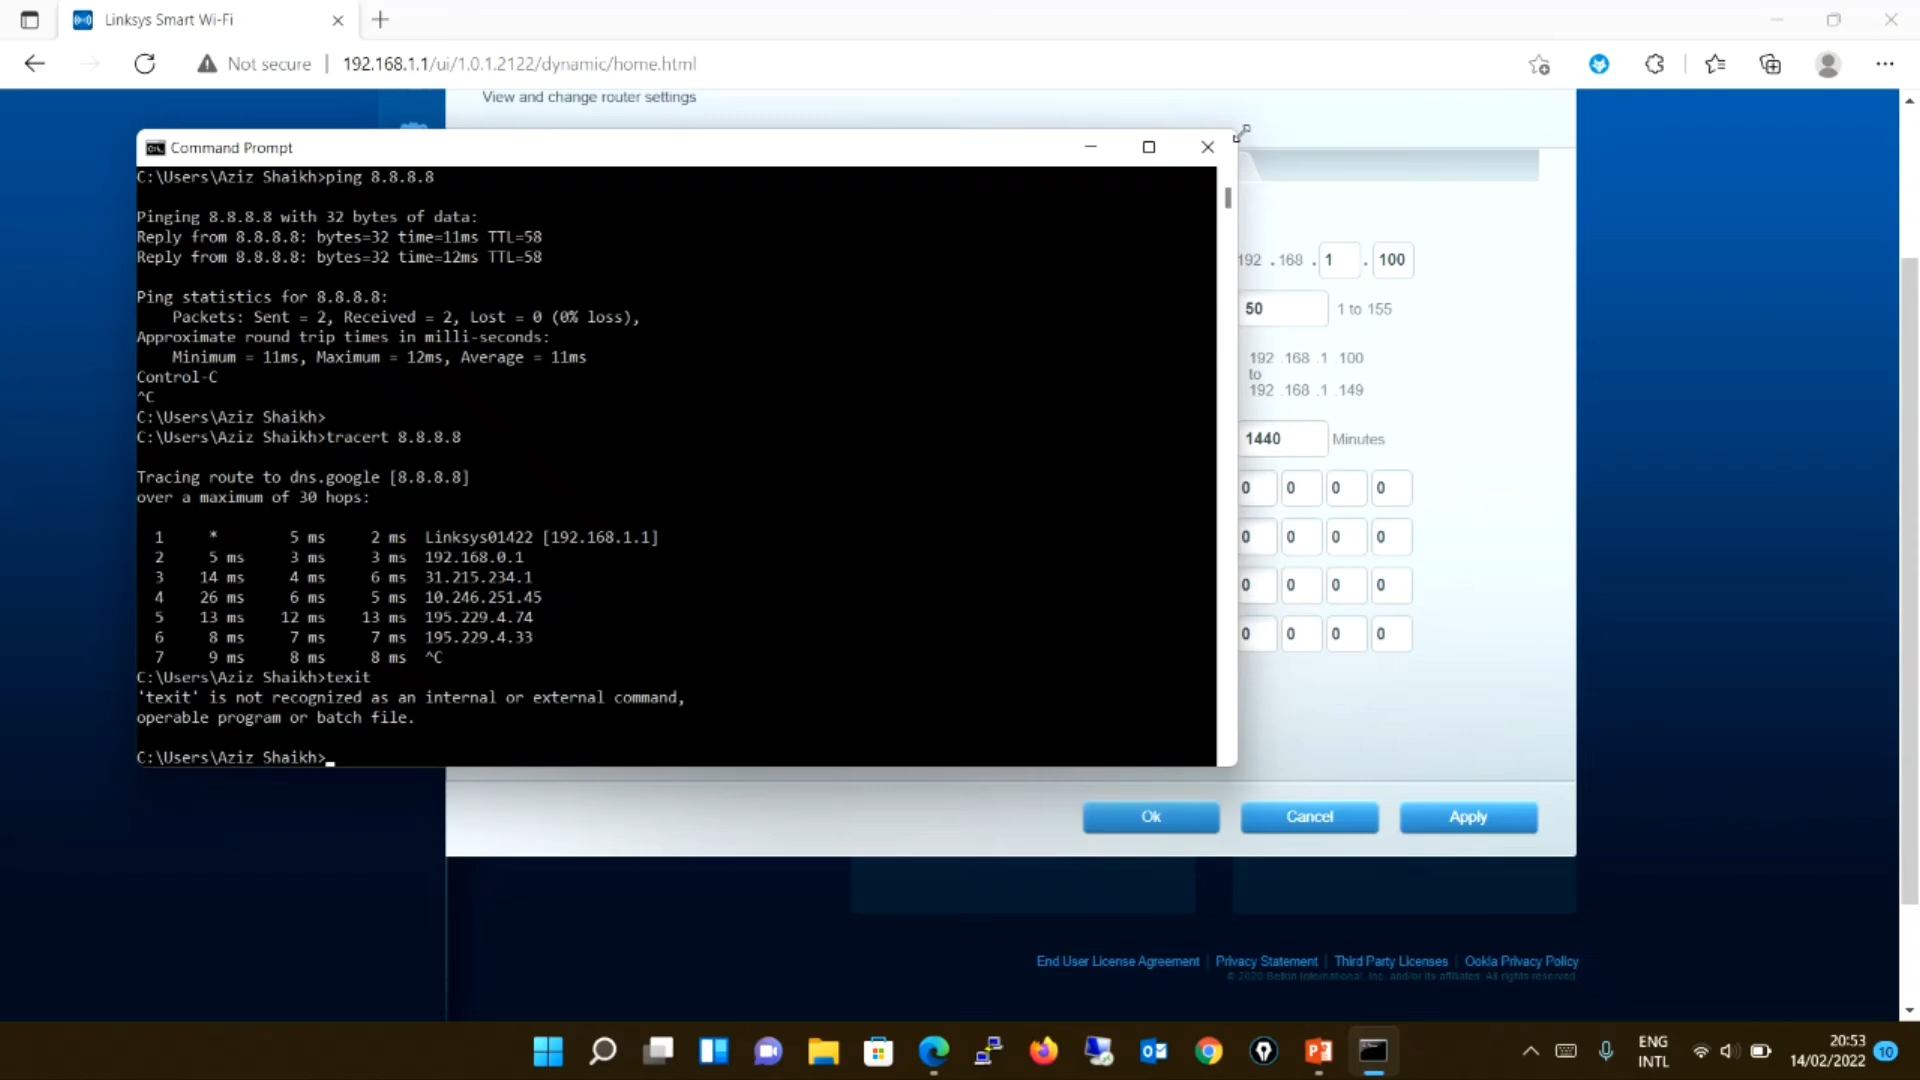 Linksys Smart Wi-Fi
Not secure
192.168.1.1/ui/1.0.1.2122/dynamic/home.html
View and change router settings
Command Prompt
C:\Users\Aziz Shaikh>ping 8.8.8.8
Pinging 8.8.8.8 with 32 bytes of data:
Reply from 8.8.8.8: bytes=32 time=11ms TTL=58
Reply from 8.8.8.8: bytes=32 time=12ms TTL=58
Ping statistics for 8.8.8.8:
Packets: Sent = 2, Received = 2, Lost = 0 (0% loss),
Approximate round trip times in milli-seconds:
Minimum = 11ms, Maximum = 12ms, Average = 11ms
Control-C
^C
C:\Users\Aziz Shaikh>
C:\Users\Aziz Shaikh>tracert 8.8.8.8
Tracing route to dns.google [8.8.8.8]
over a maximum of 30 hops:
1 * 5 ms 2 ms Linksys01422 [192.168.1.1]
2 5 ms 3 ms 3 ms 192.168.0.1
3 14 ms 4 ms 6 ms 31.215.234.1
4 26 ms 6 ms 5 ms 10.246.251.45
5 13 ms 12 ms 13 ms 195.229.4.74
6 8 ms 7 ms 7 ms 195.229.4.33
7 9 ms 8 ms 8 ms ^C
C:\Users\Aziz Shaikh>texit
'texit' is not recognized as an internal or external command,
operable program or batch file.
C:\Users\Aziz Shaikh>
192 .168 . 1 . 100
50 1 to 155
192 .168 .1 .100
to
192 .168 .1 .149
1440 Minutes
0 0 0 0
0 0 0 0
0 0 0 0
0 0 0 0
Ok Cancel Apply
End User License Agreement | Privacy Statement | Third Party Licenses | Ookla Privacy Policy
© 2020 Belkin International, Inc. and/or its affiliates. All rights reserved.
ENG
INTL
20:53
14/02/2022
10